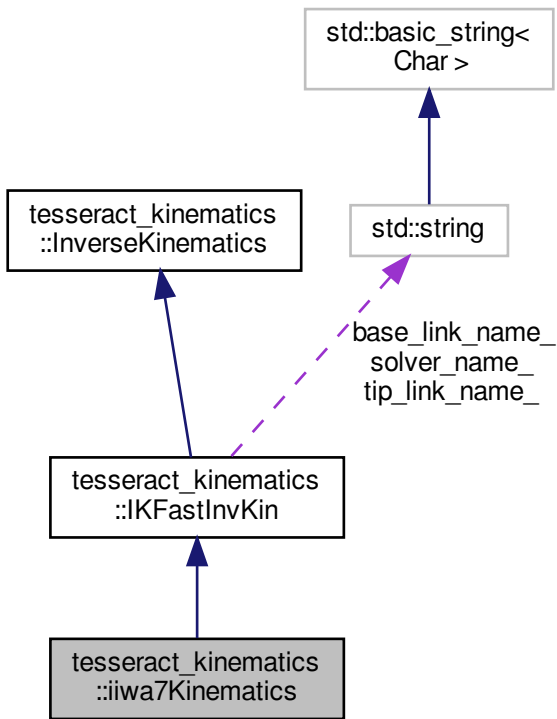 std::basic_string<
Char >
tesseract_kinematics
::InverseKinematics
std::string
base_link_name_
solver_name_
tip_link_name_
tesseract_kinematics
::IKFastInvKin
tesseract_kinematics
::iiwa7Kinematics